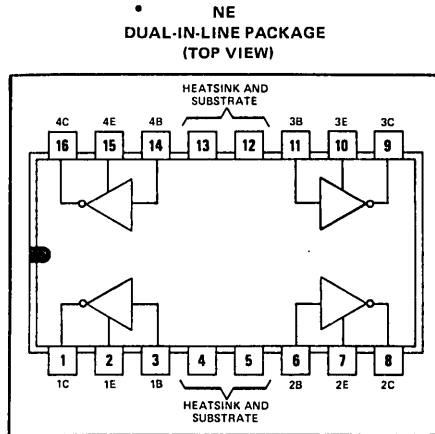 NE
DUAL-IN-LINE PACKAGE
(TOP VIEW)
HEATSINK AND
SUBSTRATE
4C 4E 4B 3B 3E 3C
16 15 14 13 12 11 10 9
1 2 3 4 5 6 7 8
1C 1E 1B 2B 2E 2C
HEATSINK AND
SUBSTRATE